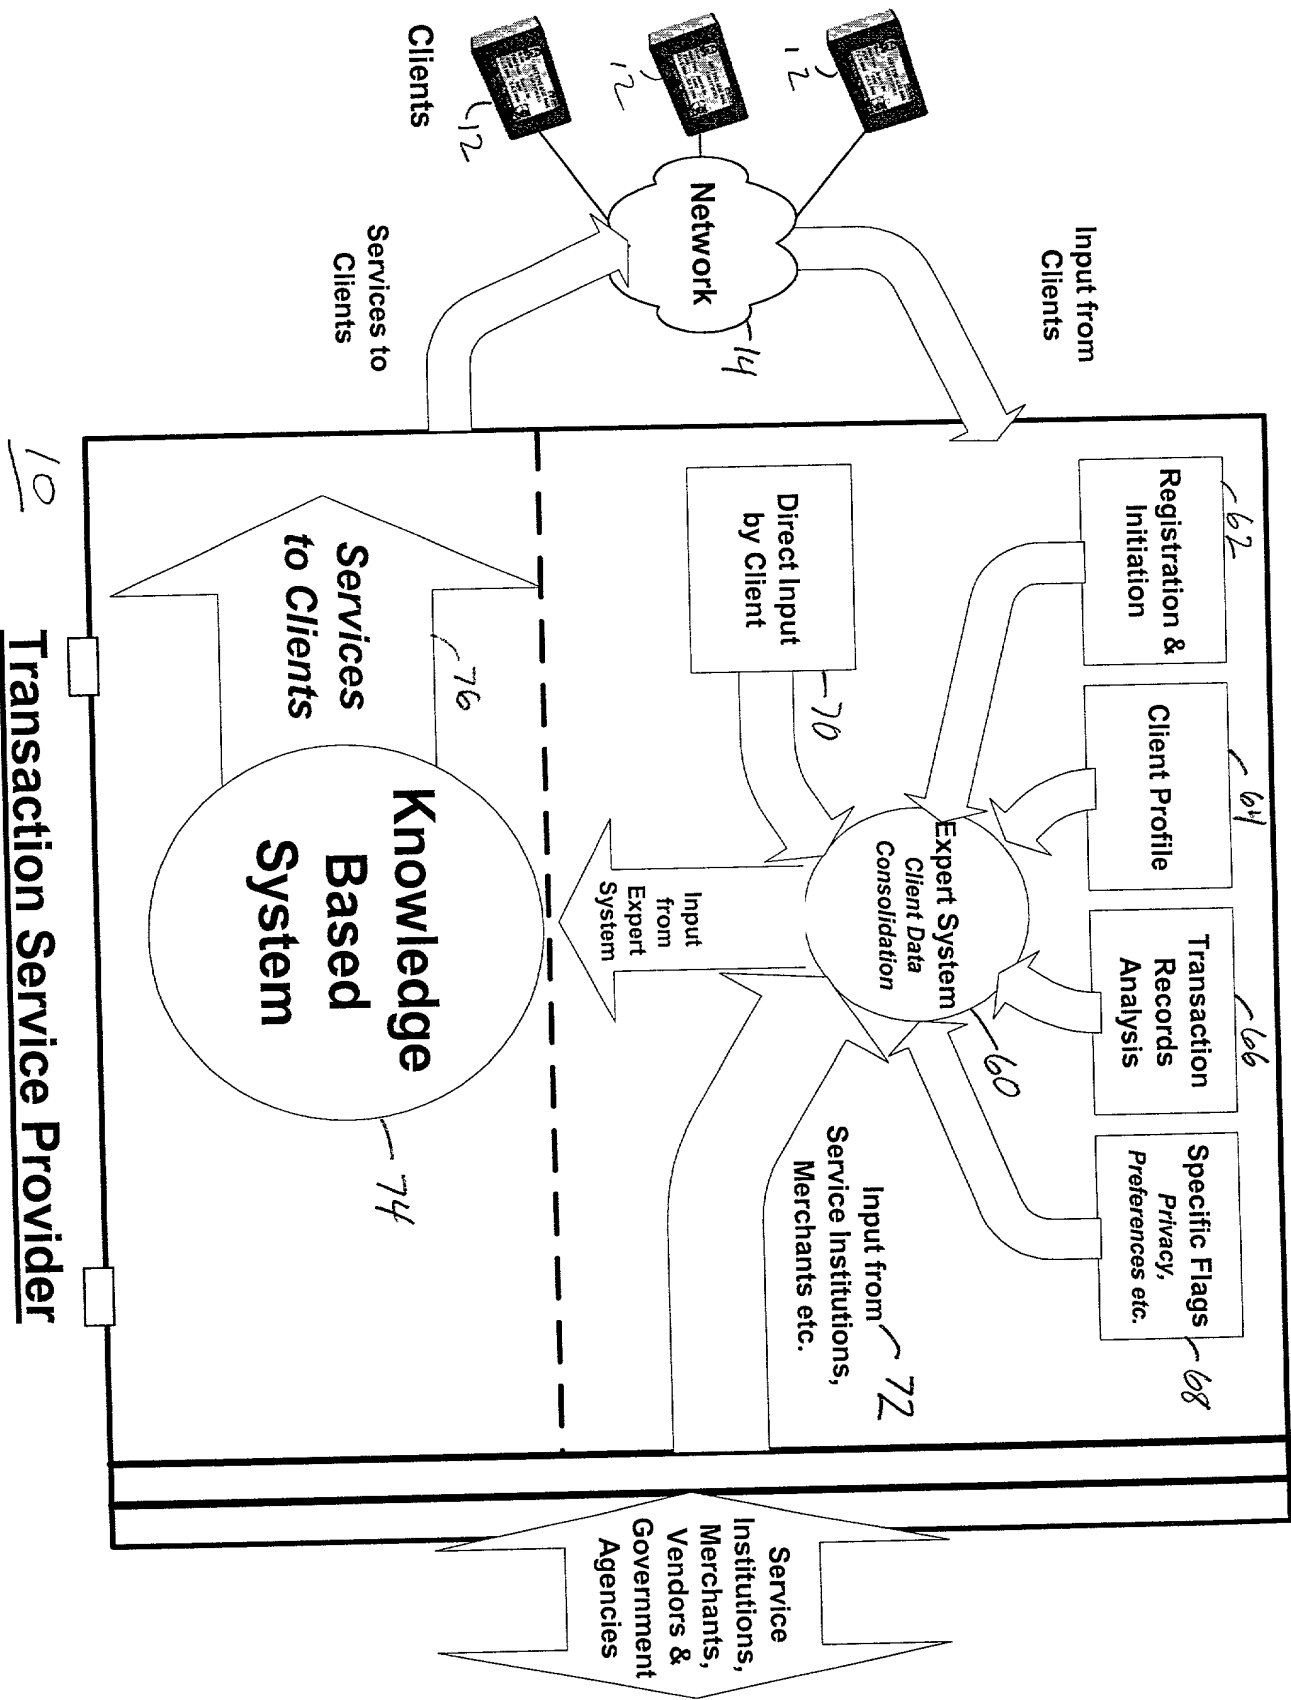 Clients
12
12
12
Network
14
Input from
Clients
Services to
Clients
Registration &
Initiation
62
Client Profile
64
Transaction
Records
Analysis
66
Specific Flags
Privacy,
Preferences etc.
68
Direct Input
by Client
70
Expert System
Client Data
Consolidation
60
Input from
Service Institutions,
Merchants etc.
72
Input
from
Expert
System
Services
to Clients
76
Knowledge
Based
System
74
Service
Institutions,
Merchants,
Vendors &
Government
Agencies
10
Transaction Service Provider